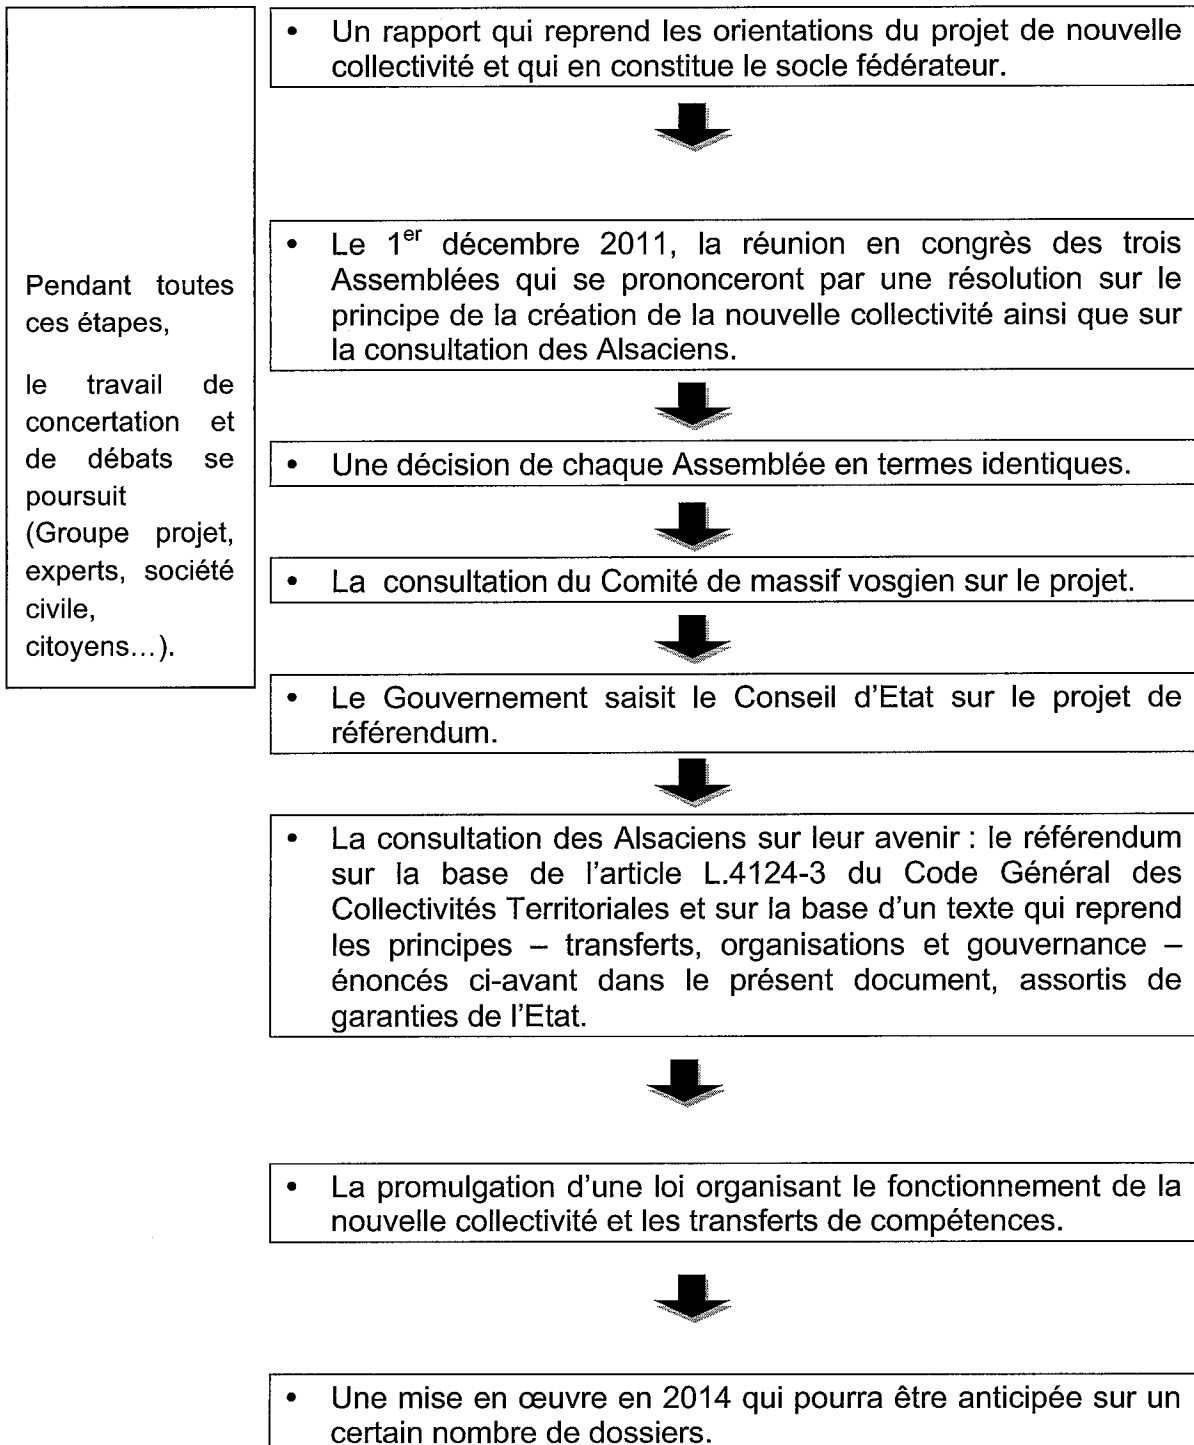 Pendant toutes
ces étapes,
le travail de
concertation et
de débats se
poursuit
(Groupe projet,
experts, société
civile,
citoyens…).
• Un rapport qui reprend les orientations du projet de nouvelle
collectivité et qui en constitue le socle fédérateur.
• Le 1er décembre 2011, la réunion en congrès des trois
Assemblées qui se prononceront par une résolution sur le
principe de la création de la nouvelle collectivité ainsi que sur
la consultation des Alsaciens.
• Une décision de chaque Assemblée en termes identiques.
• La consultation du Comité de massif vosgien sur le projet.
• Le Gouvernement saisit le Conseil d'Etat sur le projet de
référendum.
• La consultation des Alsaciens sur leur avenir : le référendum
sur la base de l'article L.4124-3 du Code Général des
Collectivités Territoriales et sur la base d'un texte qui reprend
les principes – transferts, organisations et gouvernance –
énoncés ci-avant dans le présent document, assortis de
garanties de l'Etat.
• La promulgation d'une loi organisant le fonctionnement de la
nouvelle collectivité et les transferts de compétences.
• Une mise en œuvre en 2014 qui pourra être anticipée sur un
certain nombre de dossiers.